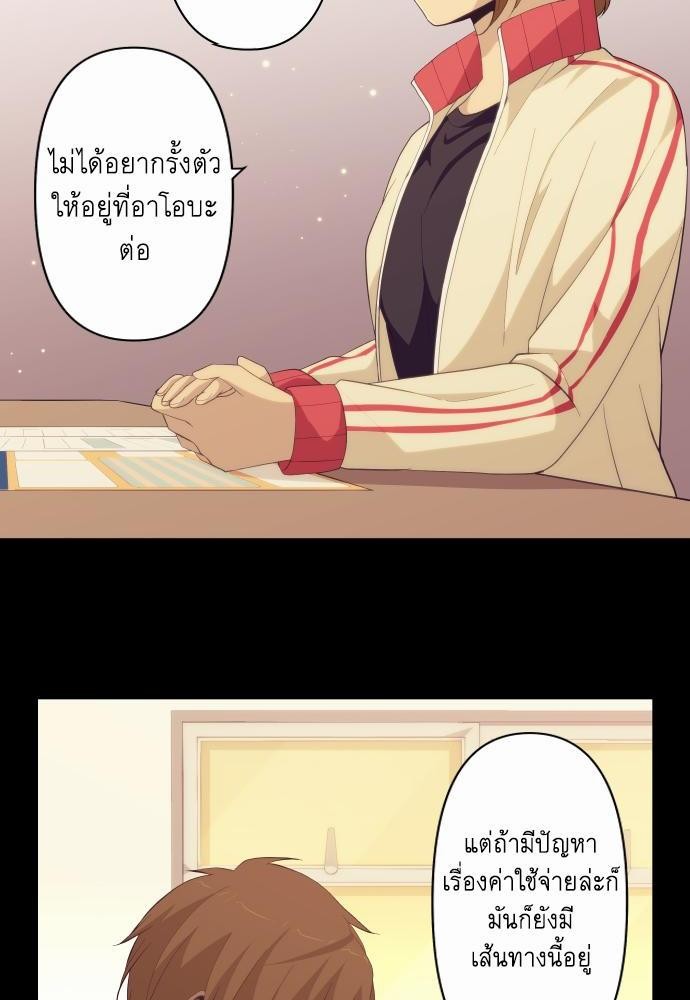 ไม่ได้อยากรั้งตัว
ให้อยู่ที่อาโอบะ
ต่อ
แต่ถ้ามีปัญหา
เรื่องค่าใช้จ่ายล่ะก็
มันก็ยังมี
เส้นทางนี้อยู่